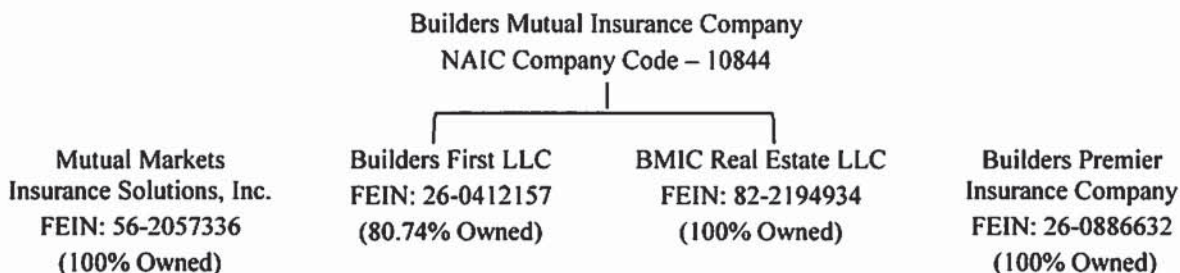 Builders Mutual Insurance Company
NAIC Company Code – 10844
Mutual Markets
Insurance Solutions, Inc.
FEIN: 56-2057336
(100% Owned)
Builders First LLC
FEIN: 26-0412157
(80.74% Owned)
BMIC Real Estate LLC
FEIN: 82-2194934
(100% Owned)
Builders Premier
Insurance Company
FEIN: 26-0886632
(100% Owned)